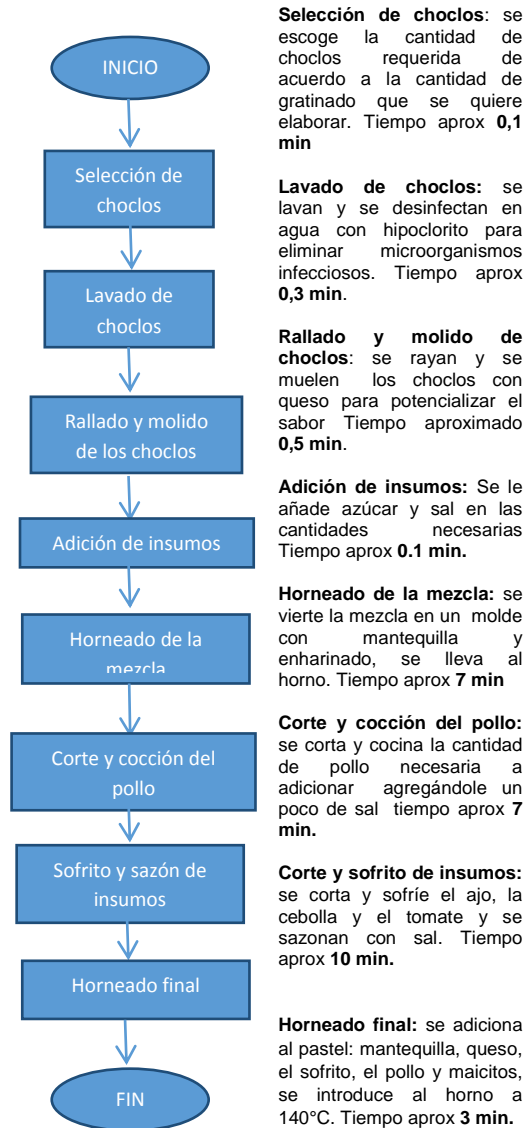 INICIO
Selección de
choclos
Lavado de
choclos
Rallado y molido
de los choclos
Adición de insumos
Horneado de la
mezcla
Corte y cocción del
pollo
Sofrito y sazón de
insumos
Horneado final
FIN
Selección de choclos: se
escoge la cantidad de
choclos requerida de
acuerdo a la cantidad de
gratinado que se quiere
elaborar. Tiempo aprox 0,1
min
Lavado de choclos: se
lavan y se desinfectan en
agua con hipoclorito para
eliminar microorganismos
infecciosos. Tiempo aprox
0,3 min.
Rallado y molido de
choclos: se rayan y se
muelen los choclos con
queso para potencializar el
sabor Tiempo aproximado
0,5 min.
Adición de insumos: Se le
añade azúcar y sal en las
cantidades necesarias
Tiempo aprox 0.1 min.
Horneado de la mezcla: se
vierte la mezcla en un molde
con mantequilla y
enharinado, se lleva al
horno. Tiempo aprox 7 min
Corte y cocción del pollo:
se corta y cocina la cantidad
de pollo necesaria a
adicionar agregándole un
poco de sal tiempo aprox 7
min.
Corte y sofrito de insumos:
se corta y sofríe el ajo, la
cebolla y el tomate y se
sazonan con sal. Tiempo
aprox 10 min.
Horneado final: se adiciona
al pastel: mantequilla, queso,
el sofrito, el pollo y maicitos,
se introduce al horno a
140°C. Tiempo aprox 3 min.